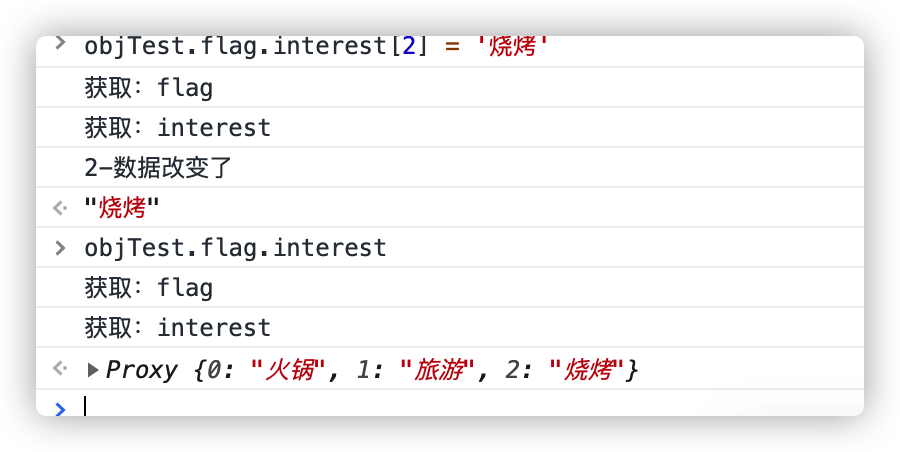 > objTest.flag.interest[2] = '烧烤'
获取: flag
获取: interest
2-数据改变了
"烧烤"
> objTest.flag.interest
获取: flag
获取: interest
▶Proxy {0: "火锅", 1: "旅游", 2: "烧烤"}
>